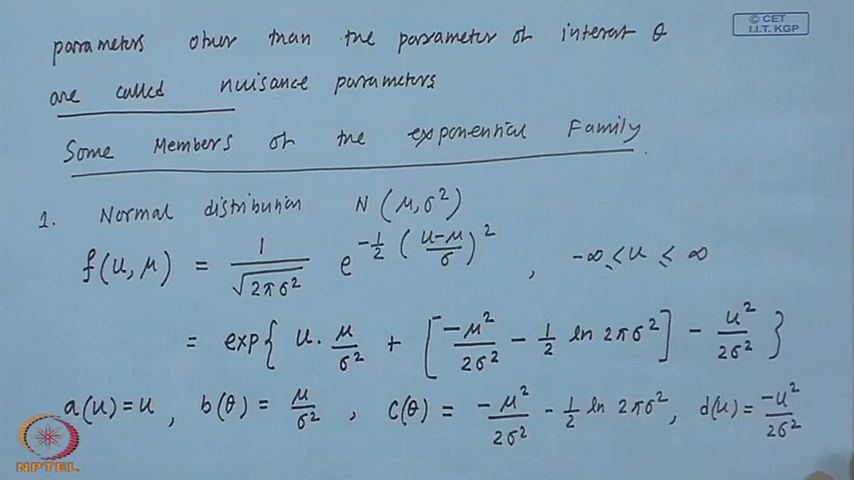 © CET
I.I.T. KGP
parameters other than the parameter of interest θ
are called nuisance parameters
Some Members of the exponential Family.
1. Normal distribution N(μ,σ²)
f(u,μ) = 1/√(2πσ²) e^{-1/2 ((u-μ)/σ)²} , -∞ ≤ u ≤ ∞
= exp{ u · μ/σ² + [ -μ²/2σ² - 1/2 ln 2πσ² ] - u²/2σ² }
a(u)=u , b(θ) = μ/σ² , c(θ) = -μ²/2σ² - 1/2 ln 2πσ² , d(u) = -u²/2σ²
NPTEL